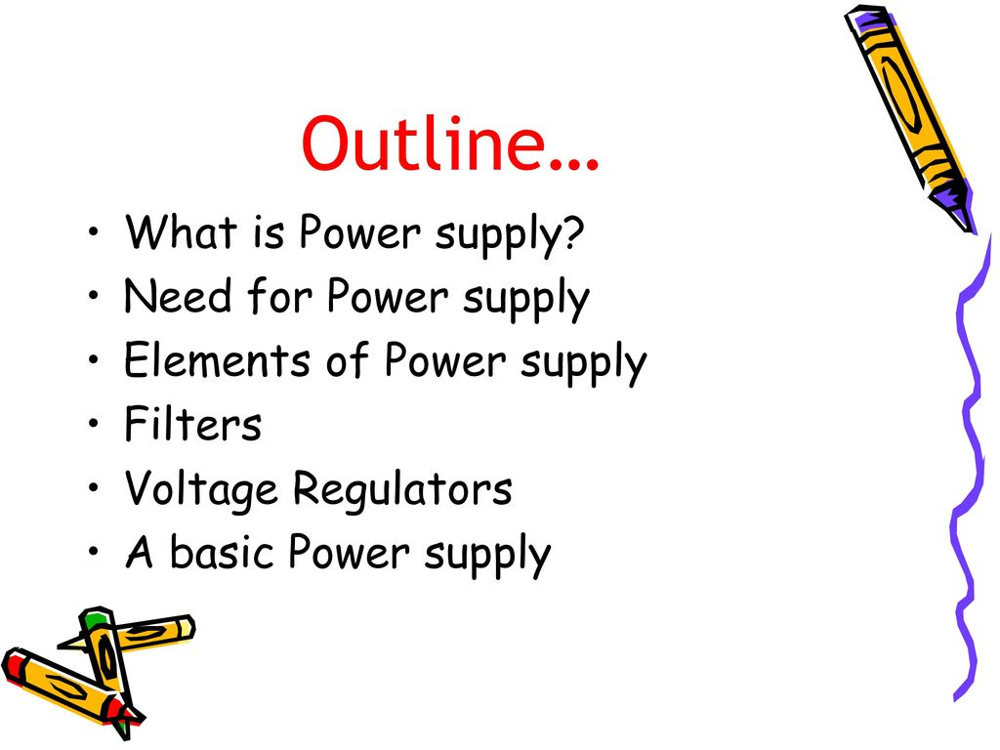 Outline…
• What is Power supply?
• Need for Power supply
• Elements of Power supply
• Filters
• Voltage Regulators
• A basic Power supply